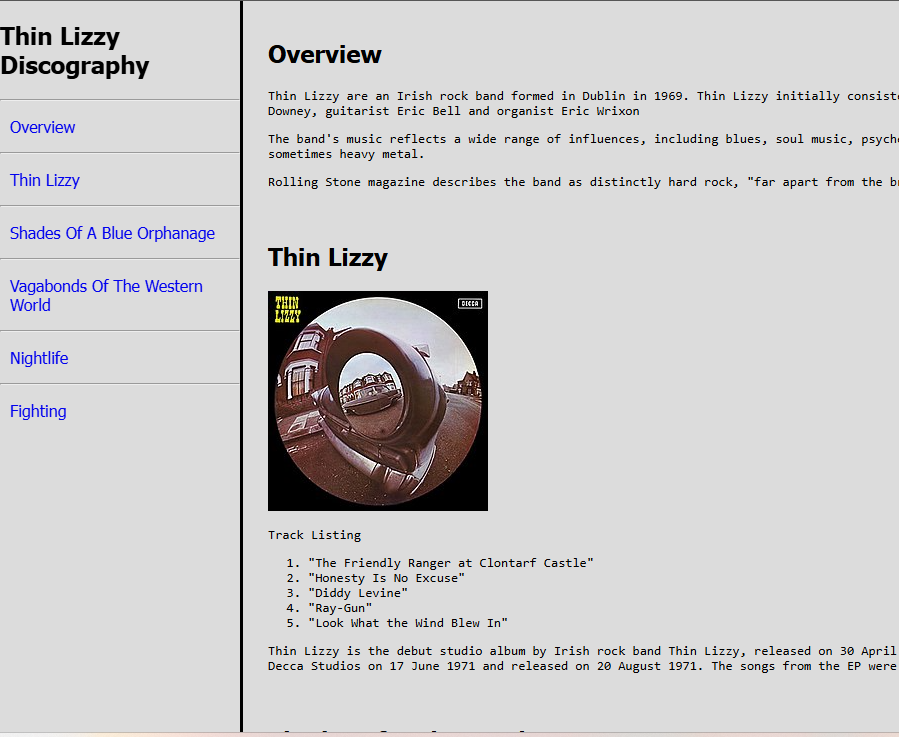 Thin Lizzy
Discography
Overview
Thin Lizzy
Shades Of A Blue Orphanage
Vagabonds Of The Western
World
Nightlife
Fighting
Overview
Thin Lizzy are an Irish rock band formed in Dublin in 1969. Thin Lizzy initially consist
Downey, guitarist Eric Bell and organist Eric Wrixon
The band's music reflects a wide range of influences, including blues, soul music, psych
sometimes heavy metal.
Rolling Stone magazine describes the band as distinctly hard rock, "far apart from the
Thin Lizzy
THIN
LIZZY
DECCA
Track Listing
1. "The Friendly Ranger at Clontarf Castle"
2. "Honesty Is No Excuse"
3. "Diddy Levine"
4. "Ray-Gun"
5. "Look What the Wind Blew In"
Thin Lizzy is the debut studio album by Irish rock band Thin Lizzy, released on 30 April
Decca Studios on 17 June 1971 and released on 20 August 1971. The songs from the EP were